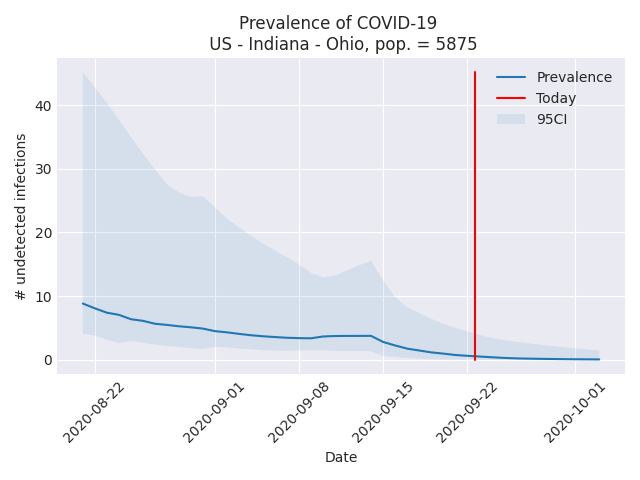 Prevalence of COVID-19
US - Indiana - Ohio, pop. = 5875
Prevalence
Today
95CI
# undetected infections
40
30
20
10
0
2020-08-22
2020-09-01
2020-09-08
2020-09-15
2020-09-22
2020-10-01
Date